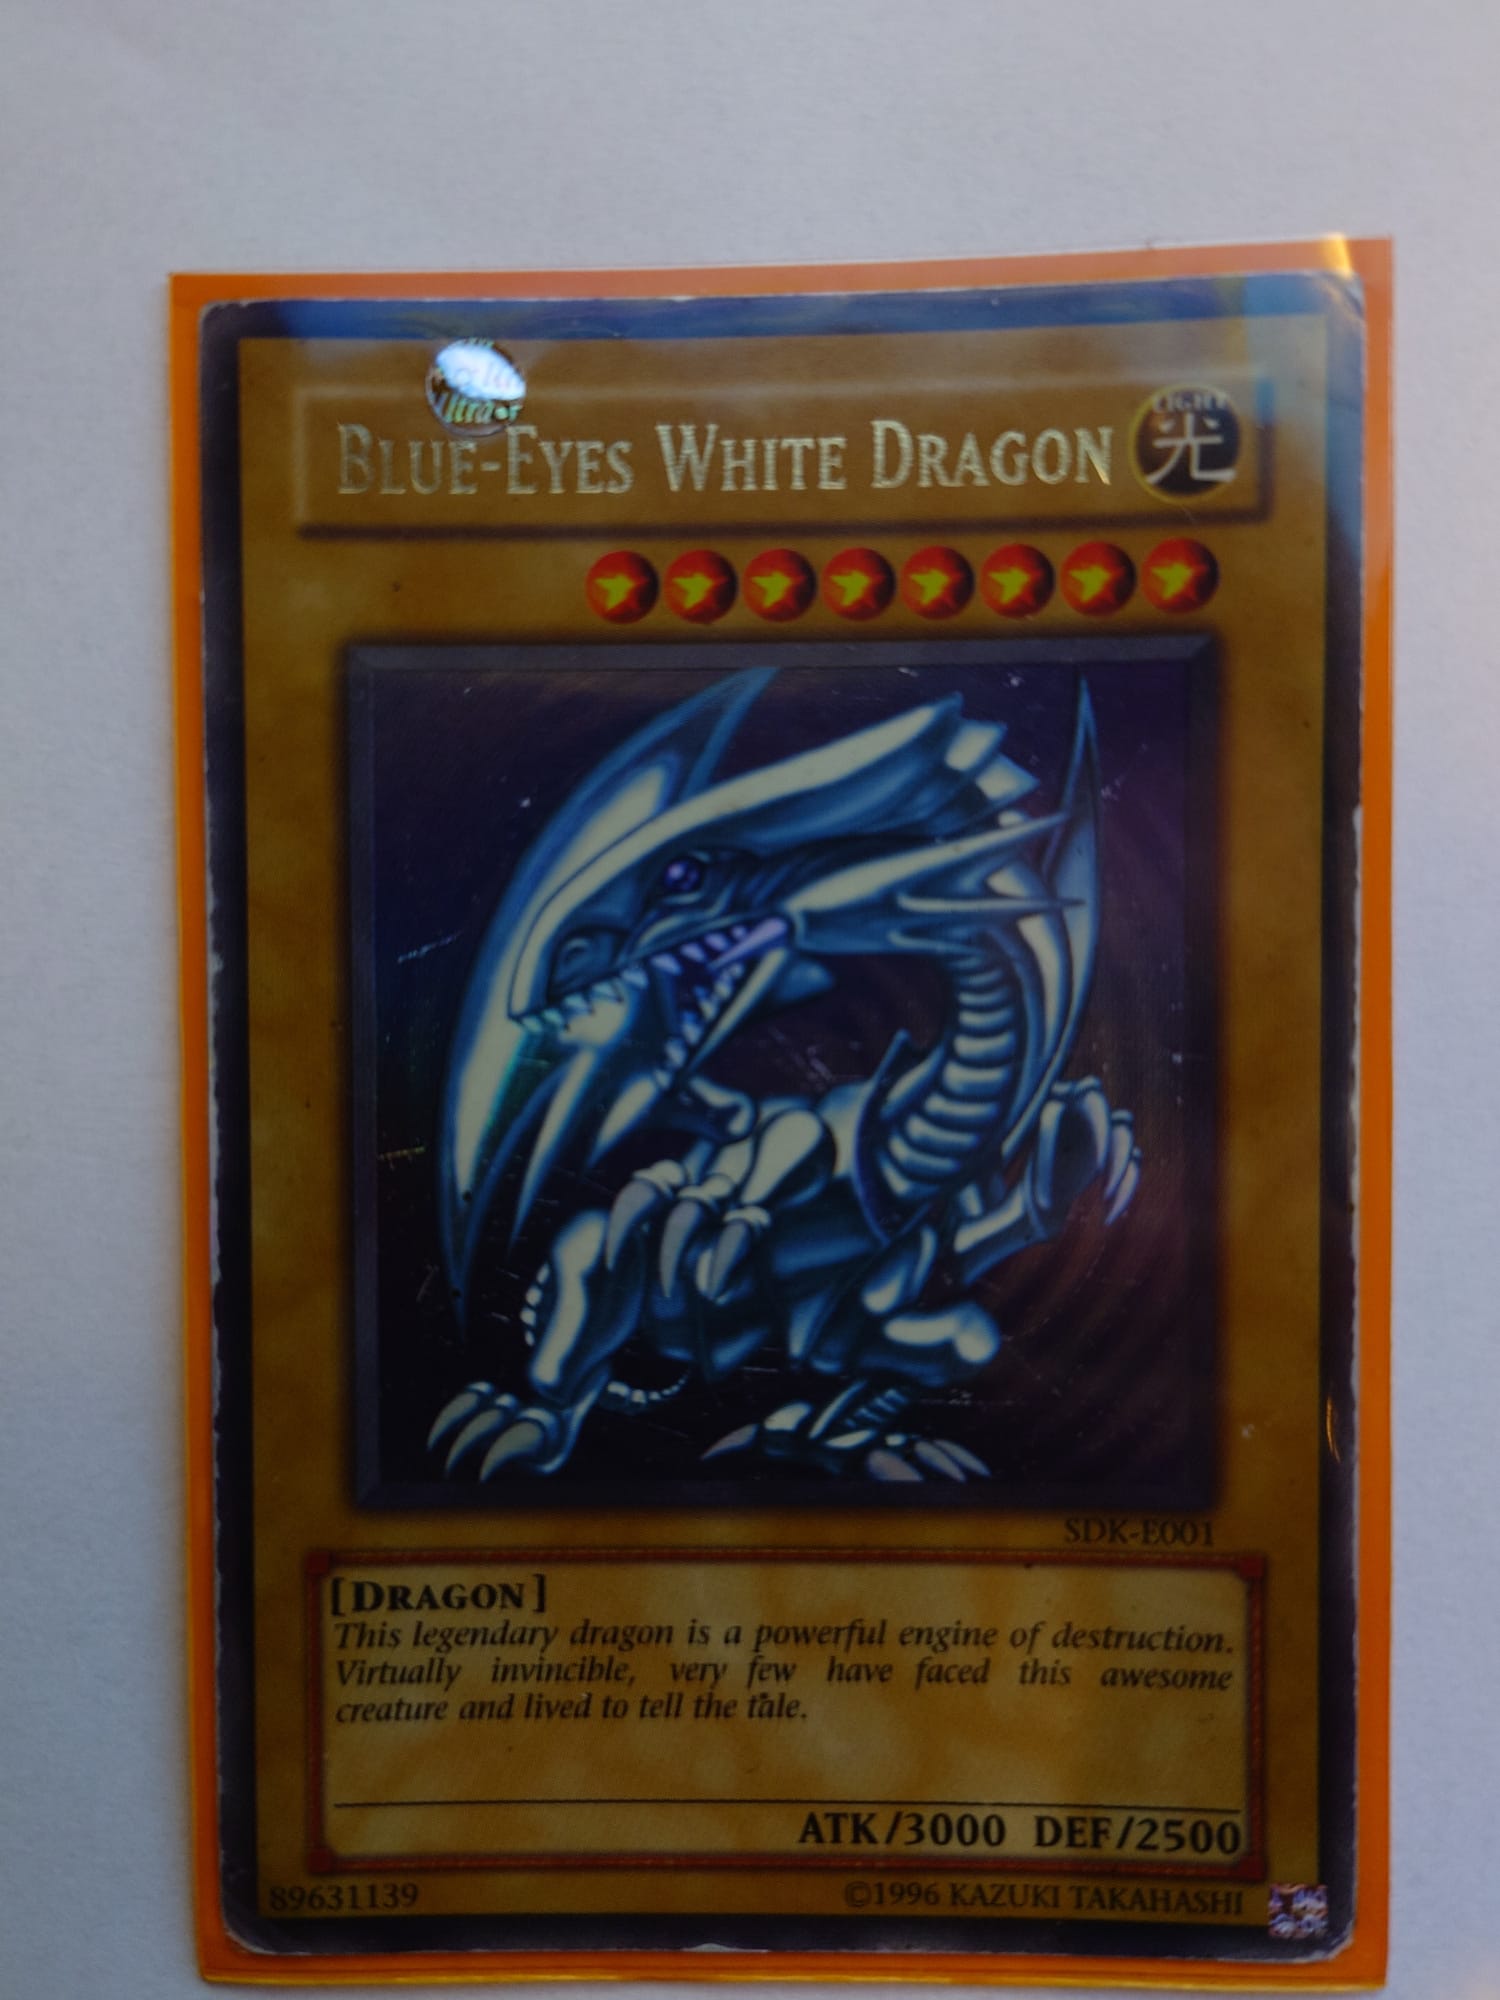 BLUE-EYES WHITE DRAGON
LIGHT
光
SDK-E001
[DRAGON]
This legendary dragon is a powerful engine of destruction.
Virtually invincible, very few have faced this awesome
creature and lived to tell the tale.
ATK/3000 DEF/2500
89631139
©1996 KAZUKI TAKAHASHI